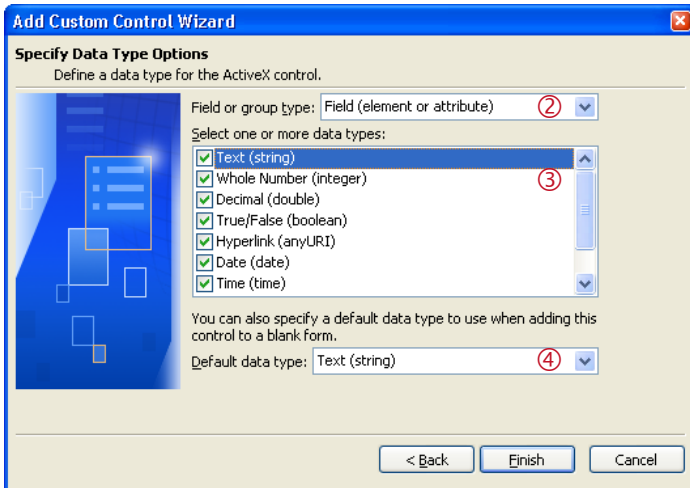 Add Custom Control Wizard
Specify Data Type Options
Define a data type for the ActiveX control.
Field or group type: Field (element or attribute) ②
Select one or more data types:
Text (string)
Whole Number (integer) ③
Decimal (double)
True/False (boolean)
Hyperlink (anyURI)
Date (date)
Time (time)
You can also specify a default data type to use when adding this
control to a blank form.
Default data type: Text (string) ④
< Back Finish Cancel